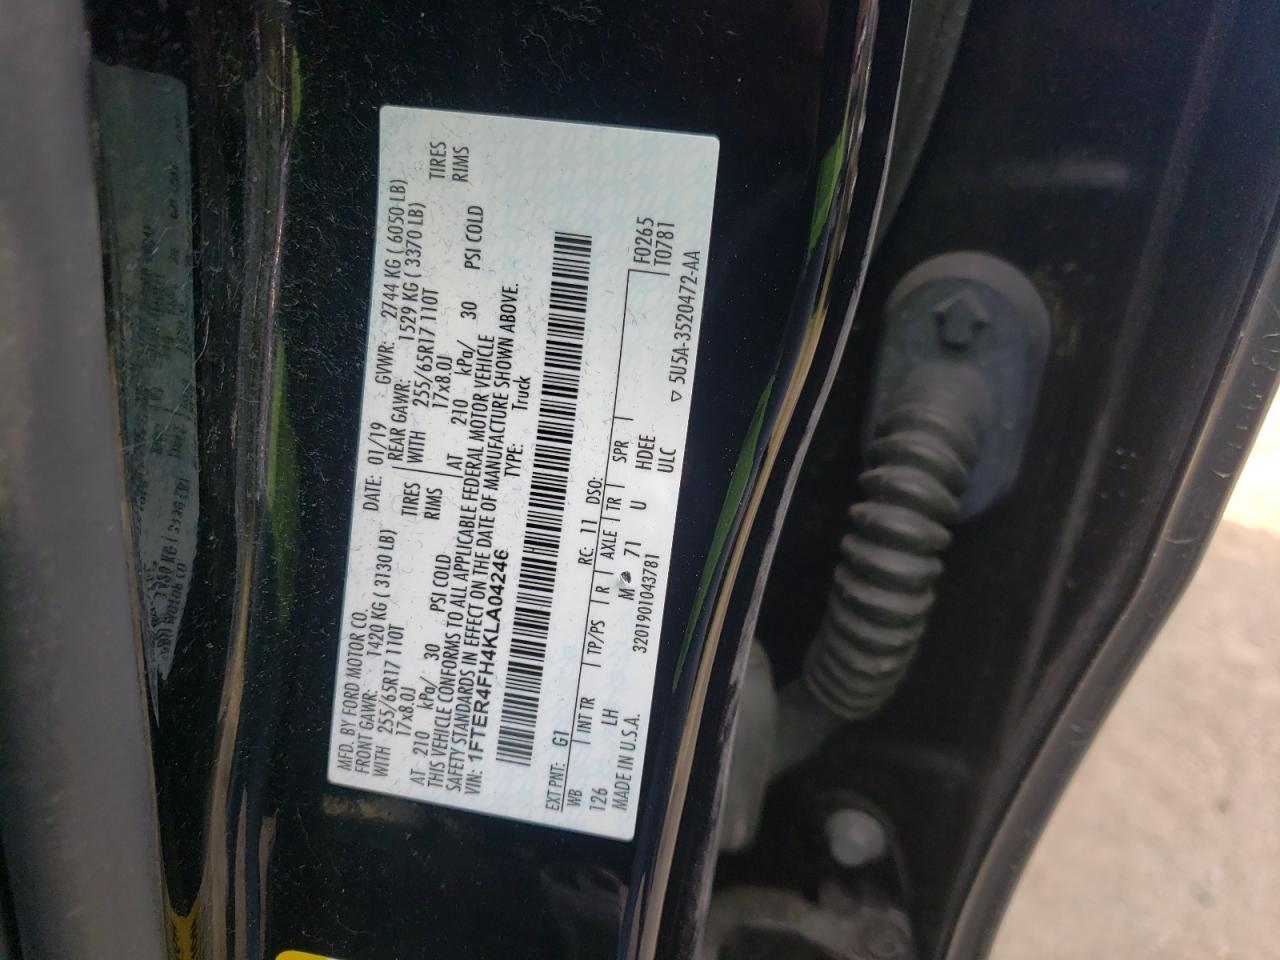 MFD. BY FORD MOTOR CO.
DATE: 01/19 GVWR: 2744 KG ( 6050 LB)
FRONT GAWR: 1420 KG ( 3130 LB) REAR GAWR: 1529 KG ( 3370 LB)
WITH 255/65R17 110T TIRES WITH 255/65R17 110T TIRES
17x8.0J RIMS 17x8.0J RIMS
AT 210 kPa/ 30 PSI COLD AT 210 kPa/ 30 PSI COLD
THIS VEHICLE CONFORMS TO ALL APPLICABLE FEDERAL MOTOR VEHICLE
SAFETY STANDARDS IN EFFECT ON THE DATE OF MANUFACTURE SHOWN ABOVE.
VIN: 1FTER4FH4KLA04246 TYPE: Truck
EXT PNT: G1 RC: 11 DSO: F0265
WB INT TR TP/PS R AXLE TR SPR T0781
126 LH M 71 U HDEE
MADE IN U.S.A. 3201901043781 ULC ▽ 5U5A-3520472-AA